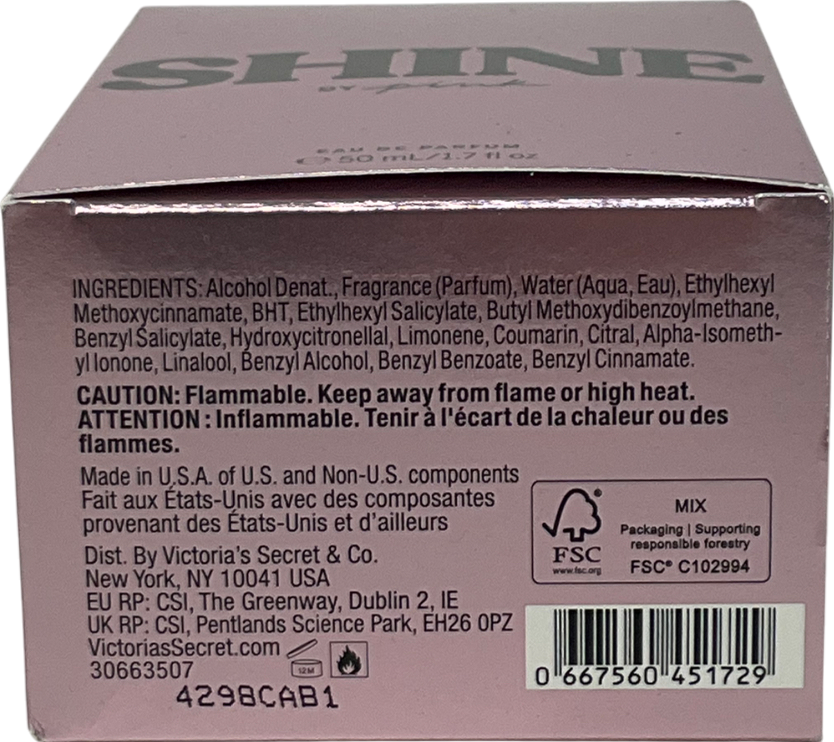 SHINE
BY pink
EAU DE PARFUM
℮ 50 mL/1.7 fl oz
INGREDIENTS: Alcohol Denat., Fragrance (Parfum), Water (Aqua, Eau), Ethylhexyl
Methoxycinnamate, BHT, Ethylhexyl Salicylate, Butyl Methoxydibenzoylmethane,
Benzyl Salicylate, Hydroxycitronellal, Limonene, Coumarin, Citral, Alpha-Isometh-
yl Ionone, Linalool, Benzyl Alcohol, Benzyl Benzoate, Benzyl Cinnamate.
CAUTION: Flammable. Keep away from flame or high heat.
ATTENTION : Inflammable. Tenir à l'écart de la chaleur ou des
flammes.
Made in U.S.A. of U.S. and Non-U.S. components
Fait aux États-Unis avec des composantes
provenant des États-Unis et d'ailleurs
Dist. By Victoria's Secret & Co.
New York, NY 10041 USA
EU RP: CSI, The Greenway, Dublin 2, IE
UK RP: CSI, Pentlands Science Park, EH26 0PZ
VictoriasSecret.com
12M
30663507
4298CAB1
®
FSC
www.fsc.org
MIX
Packaging | Supporting
responsible forestry
FSC® C102994
0 667560 451729